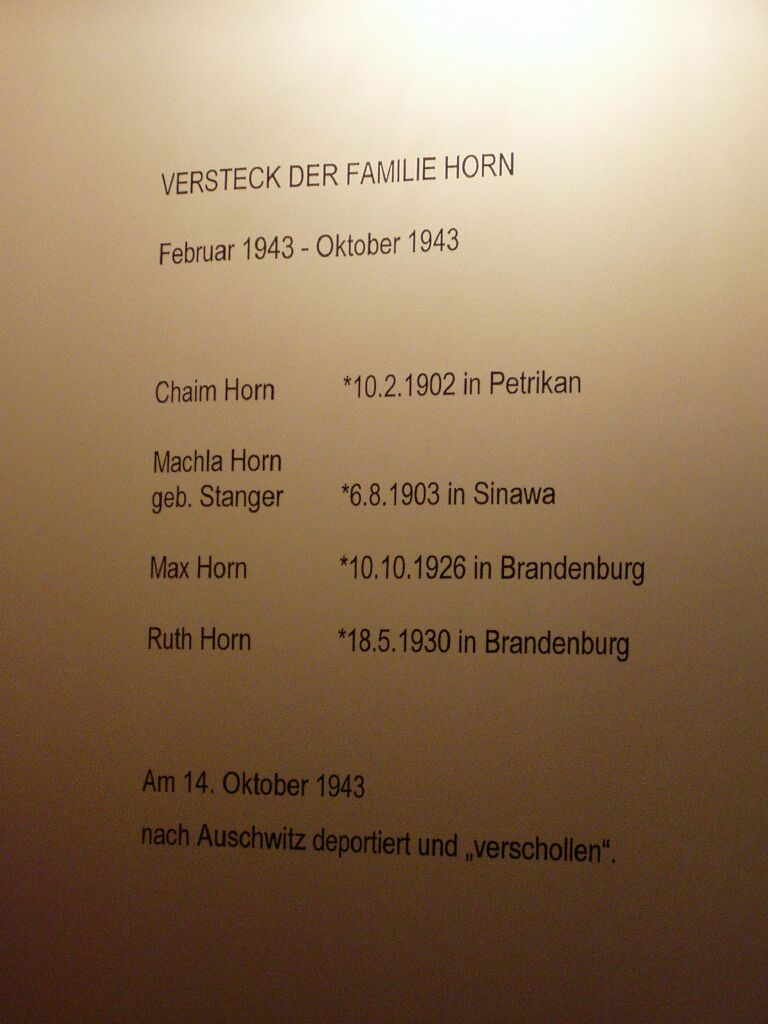 VERSTECK DER FAMILIE HORN
Februar 1943 - Oktober 1943
Chaim Horn *10.2.1902 in Petrikan
Machla Horn
geb. Stanger *6.8.1903 in Sinawa
Max Horn *10.10.1926 in Brandenburg
Ruth Horn *18.5.1930 in Brandenburg
Am 14. Oktober 1943
nach Auschwitz deportiert und „verschollen“.